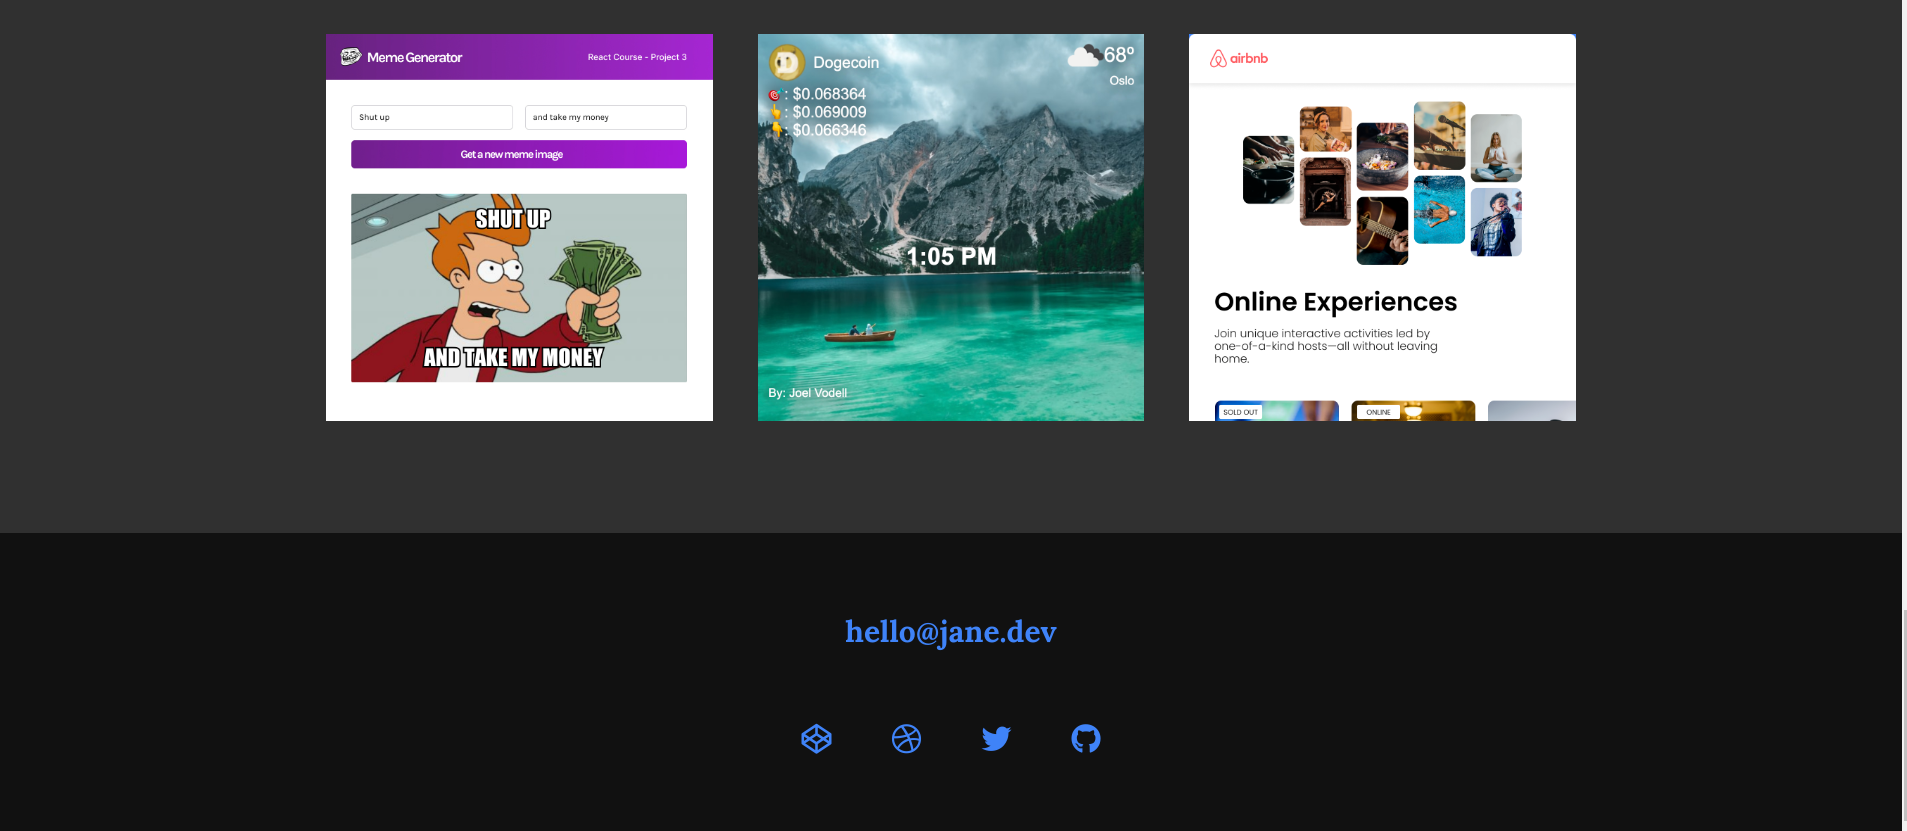 Meme Generator
React Course - Project 3
Shut up
and take my money
Get a new meme image
SHUT UP
AND TAKE MY MONEY
Dogecoin
68º
Oslo
🎯: $0.068364
👆: $0.069009
👇: $0.066346
1:05 PM
By: Joel Vodell
airbnb
Online Experiences
Join unique interactive activities led by
one-of-a-kind hosts—all without leaving
home.
SOLD OUT
ONLINE
hello@jane.dev